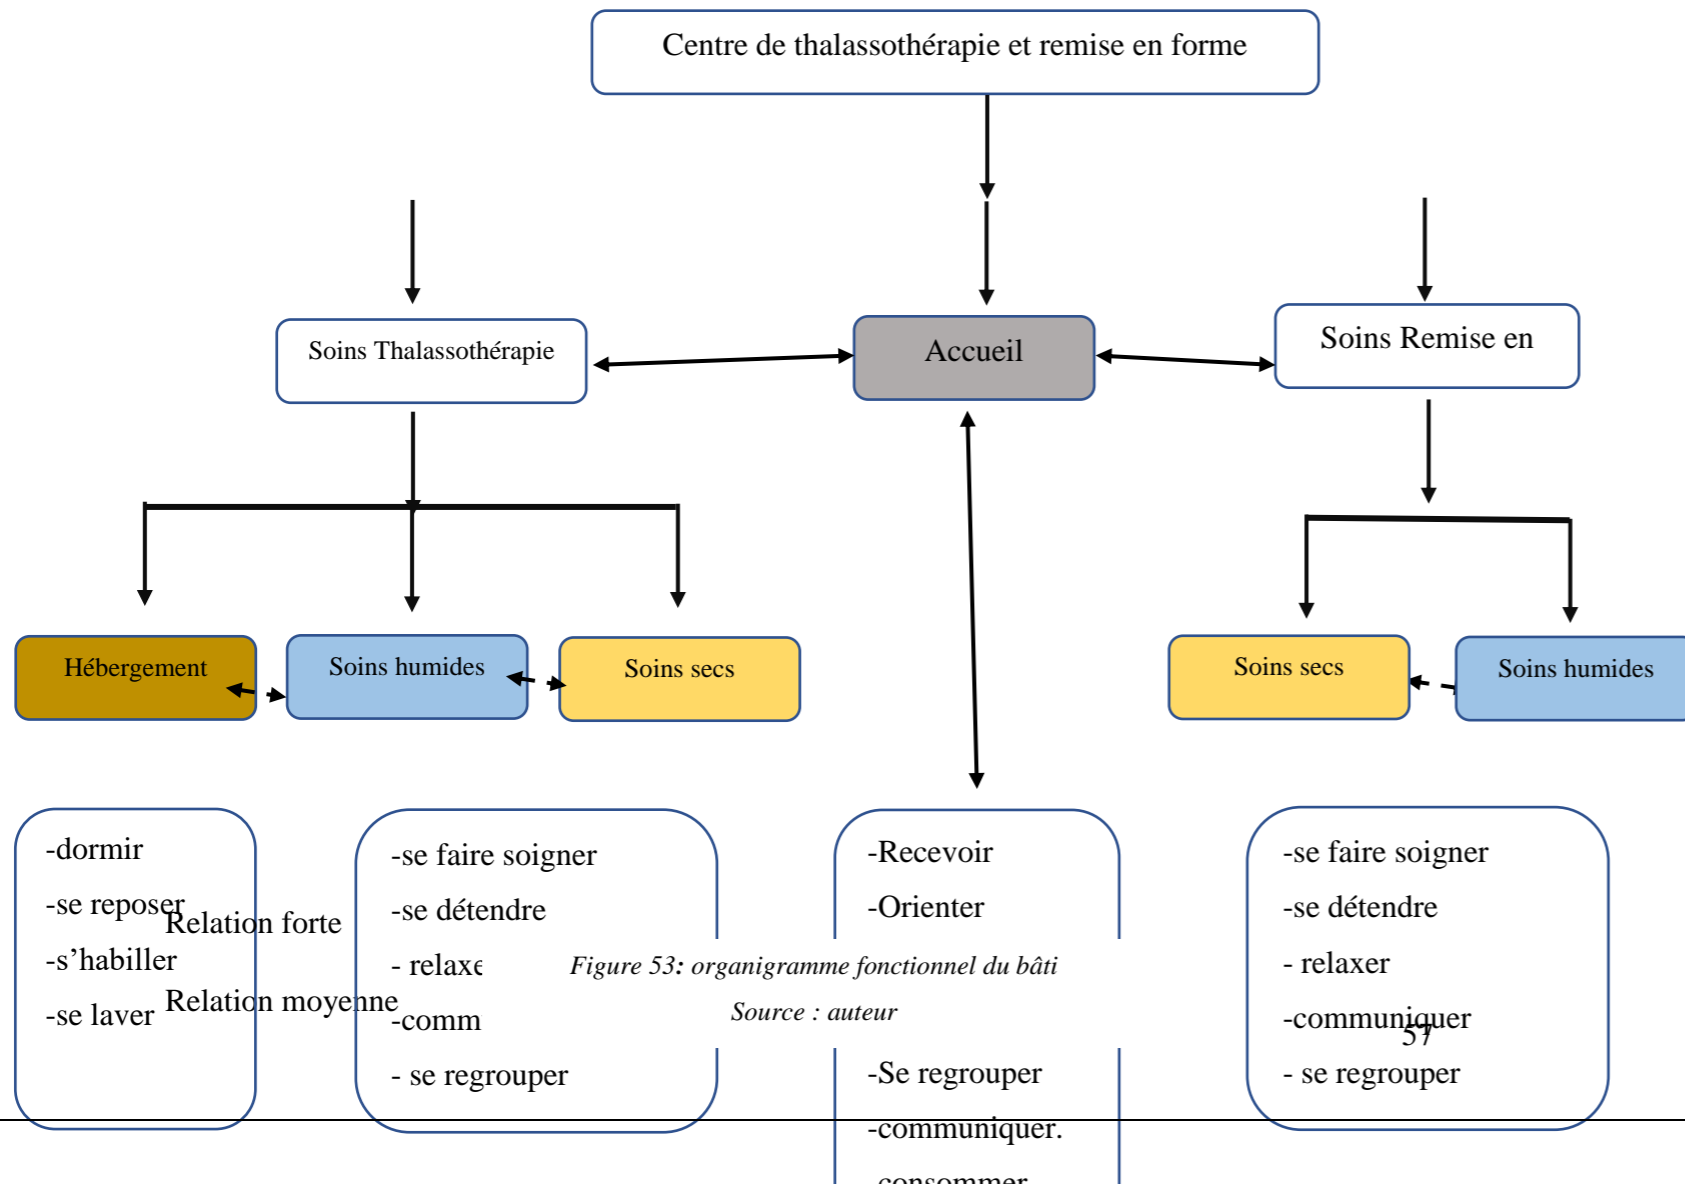 Centre de thalassothérapie et remise en forme
Soins Thalassothérapie
Accueil
Soins Remise en
Hébergement
Soins humides
Soins secs
Soins secs
Soins humides
-dormir
-se reposer
-s’habiller
-se laver
Relation forte
Relation moyenne
-se faire soigner
-se détendre
- relaxe
-comm
- se regrouper
-Recevoir
-Orienter
-Se regrouper
-communiquer.
consommer
Figure 53: organigramme fonctionnel du bâti
Source : auteur
-se faire soigner
-se détendre
- relaxer
-communiquer
- se regrouper
57